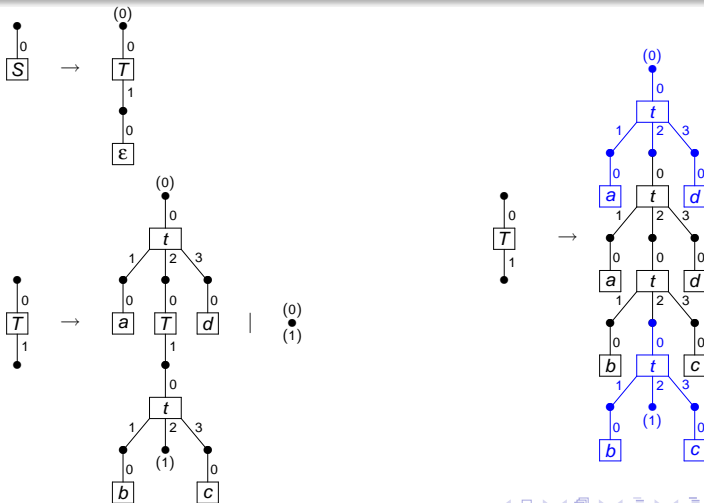 (0)
0 0
S → T
1
0
ε
(0)
0
t
1 2 3
0 0 0 0
T → a T d | (0)
1 1 (1)
0
t
1 2 3
0 (1) 0
b c
(0)
0
t
1 2 3
0 0 0
a t d
0 1 2 3
T → 0 0 0
1 a t d
1 2 3
0 0 0
b t c
1 2 3
0 (1) 0
b c